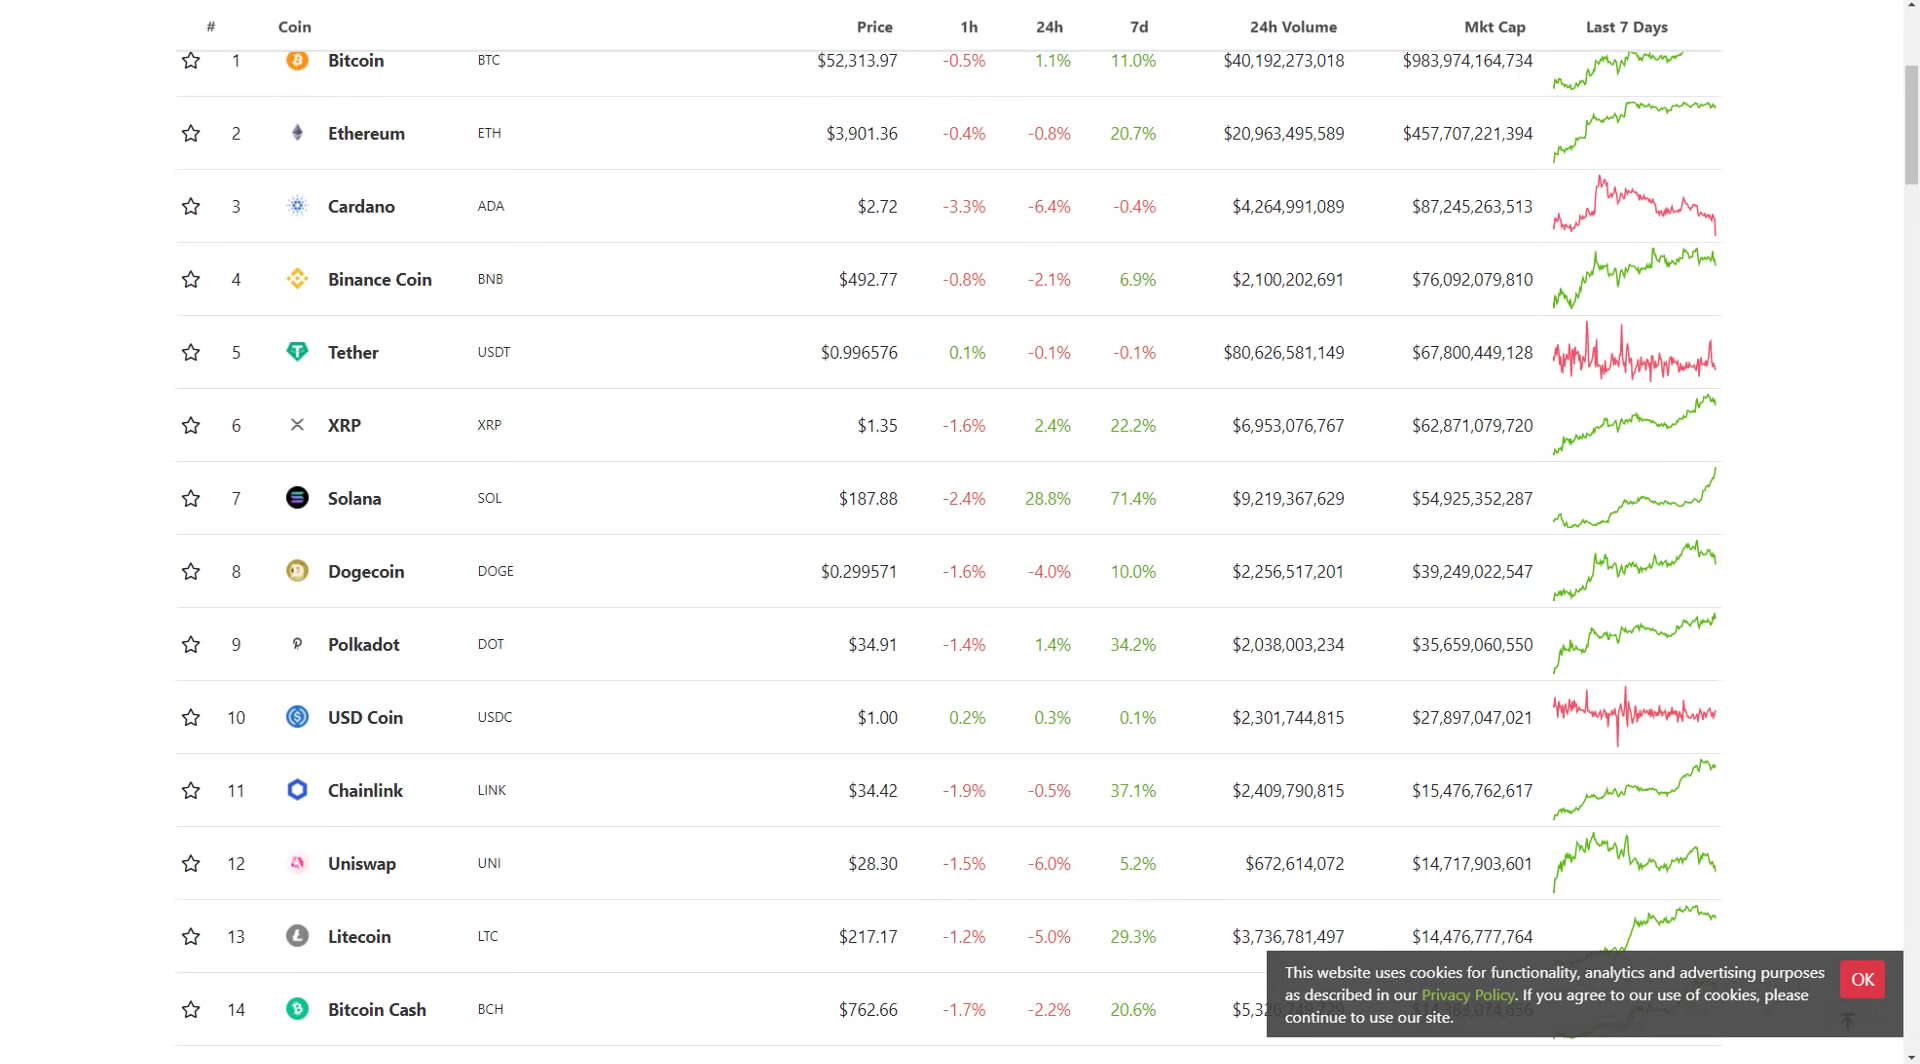 # Coin Price 1h 24h 7d 24h Volume Mkt Cap Last 7 Days
1 Bitcoin BTC $52,313.97 -0.5% 1.1% 11.0% $40,192,273,018 $983,974,164,734
2 Ethereum ETH $3,901.36 -0.4% -0.8% 20.7% $20,963,495,589 $457,707,221,394
3 Cardano ADA $2.72 -3.3% -6.4% -0.4% $4,264,991,089 $87,245,263,513
4 Binance Coin BNB $492.77 -0.8% -2.1% 6.9% $2,100,202,691 $76,092,079,810
5 Tether USDT $0.996576 0.1% -0.1% -0.1% $80,626,581,149 $67,800,449,128
6 XRP XRP $1.35 -1.6% 2.4% 22.2% $6,953,076,767 $62,871,079,720
7 Solana SOL $187.88 -2.4% 28.8% 71.4% $9,219,367,629 $54,925,352,287
8 Dogecoin DOGE $0.299571 -1.6% -4.0% 10.0% $2,256,517,201 $39,249,022,547
9 Polkadot DOT $34.91 -1.4% 1.4% 34.2% $2,038,003,234 $35,659,060,550
10 USD Coin USDC $1.00 0.2% 0.3% 0.1% $2,301,744,815 $27,897,047,021
11 Chainlink LINK $34.42 -1.9% -0.5% 37.1% $2,409,790,815 $15,476,762,617
12 Uniswap UNI $28.30 -1.5% -6.0% 5.2% $672,614,072 $14,717,903,601
13 Litecoin LTC $217.17 -1.2% -5.0% 29.3% $3,736,781,497 $14,476,777,764
14 Bitcoin Cash BCH $762.66 -1.7% -2.2% 20.6%
This website uses cookies for functionality, analytics and advertising purposes
as described in our Privacy Policy. If you agree to our use of cookies, please
continue to use our site.
OK